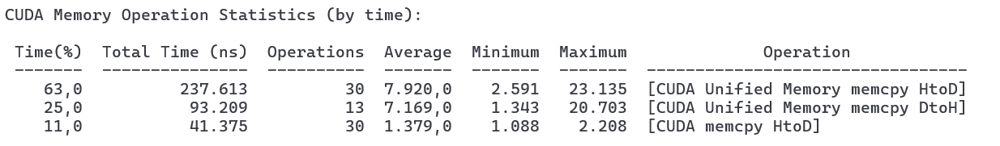 CUDA Memory Operation Statistics (by time):
Time(%) Total Time (ns) Operations Average Minimum Maximum Operation
------- --------------- ---------- ------- ------- ------- ---------------------------------
63,0 237.613 30 7.920,0 2.591 23.135 [CUDA Unified Memory memcpy HtoD]
25,0 93.209 13 7.169,0 1.343 20.703 [CUDA Unified Memory memcpy DtoH]
11,0 41.375 30 1.379,0 1.088 2.208 [CUDA memcpy HtoD]